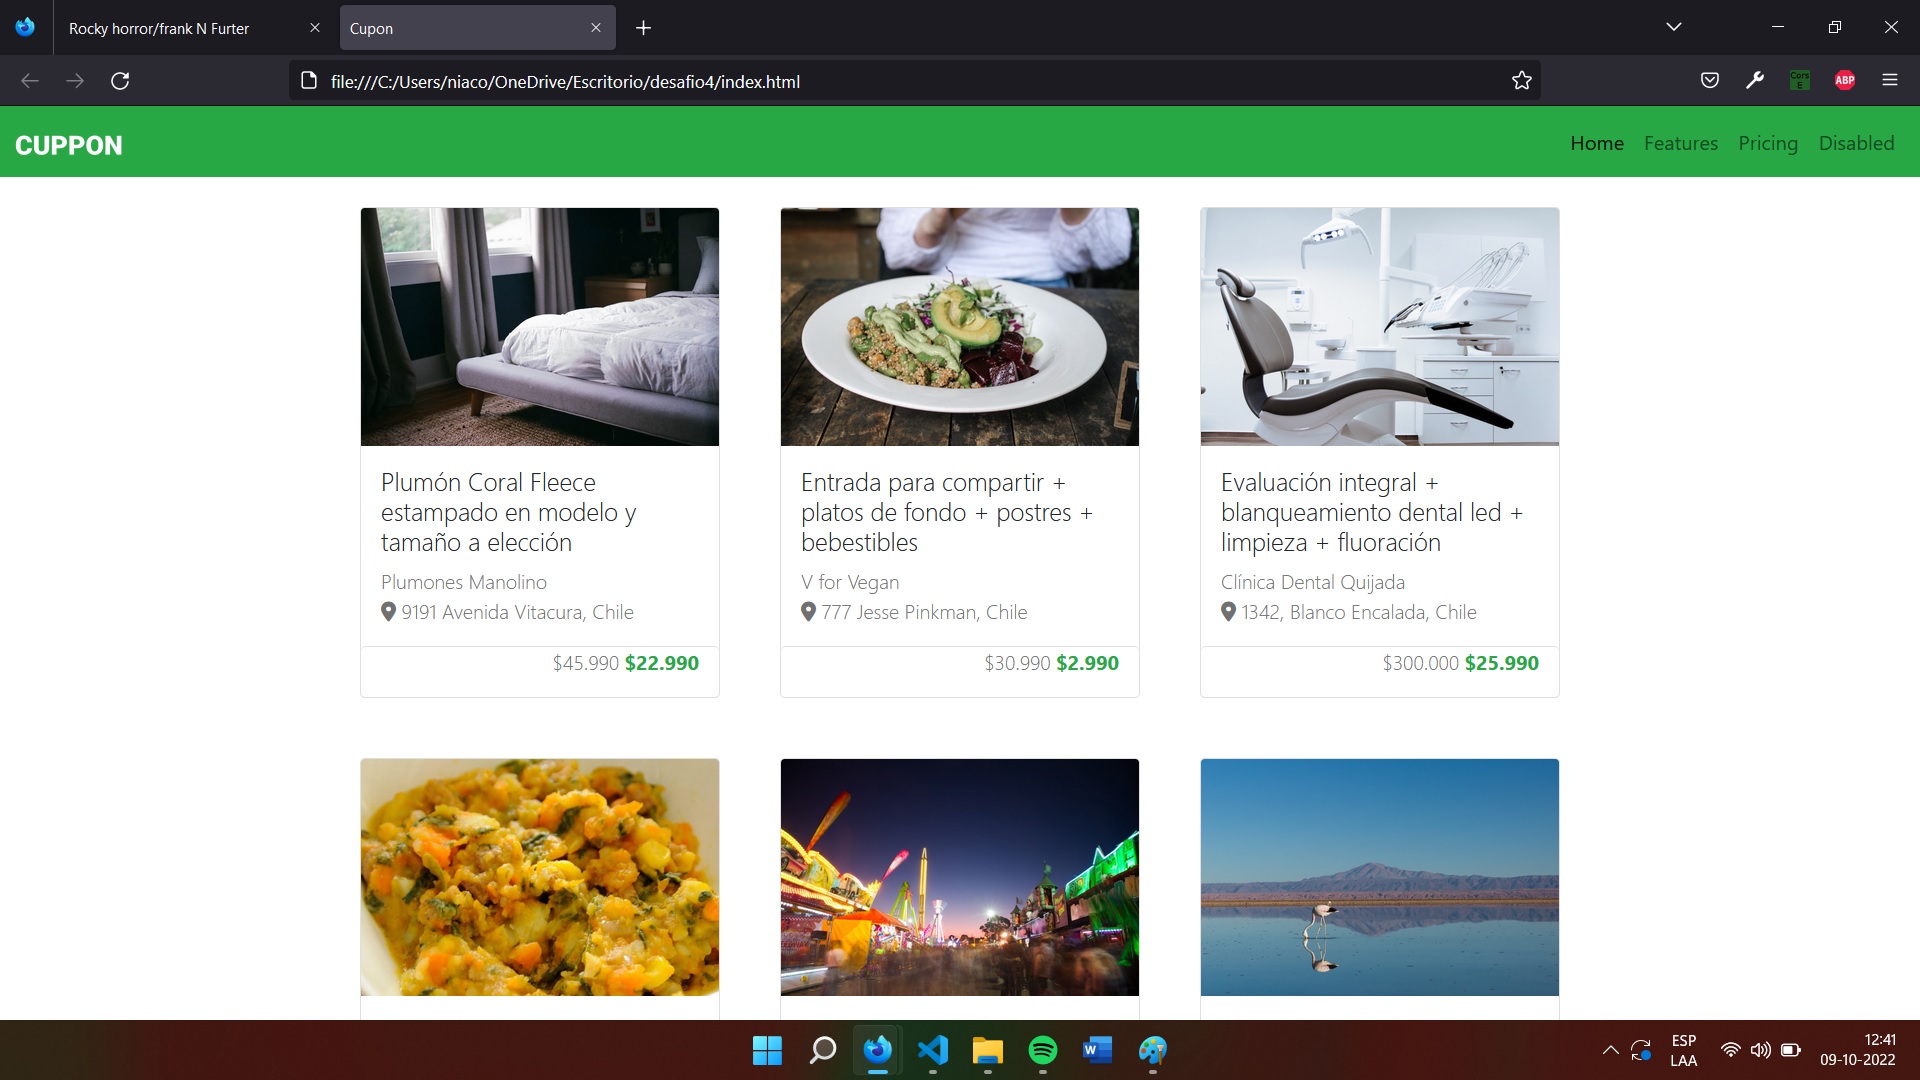 Rocky horror/frank N Furter
Cupon
file:///C:/Users/niaco/OneDrive/Escritorio/desafio4/index.html
Cors
E
ABP
CUPPON
Home Features Pricing Disabled
Plumón Coral Fleece
estampado en modelo y
tamaño a elección
Plumones Manolino
9191 Avenida Vitacura, Chile
$45.990 $22.990
Entrada para compartir +
platos de fondo + postres +
bebestibles
V for Vegan
777 Jesse Pinkman, Chile
$30.990 $2.990
Evaluación integral +
blanqueamiento dental led +
limpieza + fluoración
Clínica Dental Quijada
1342, Blanco Encalada, Chile
$300.000 $25.990
W
ESP
LAA
12:41
09-10-2022